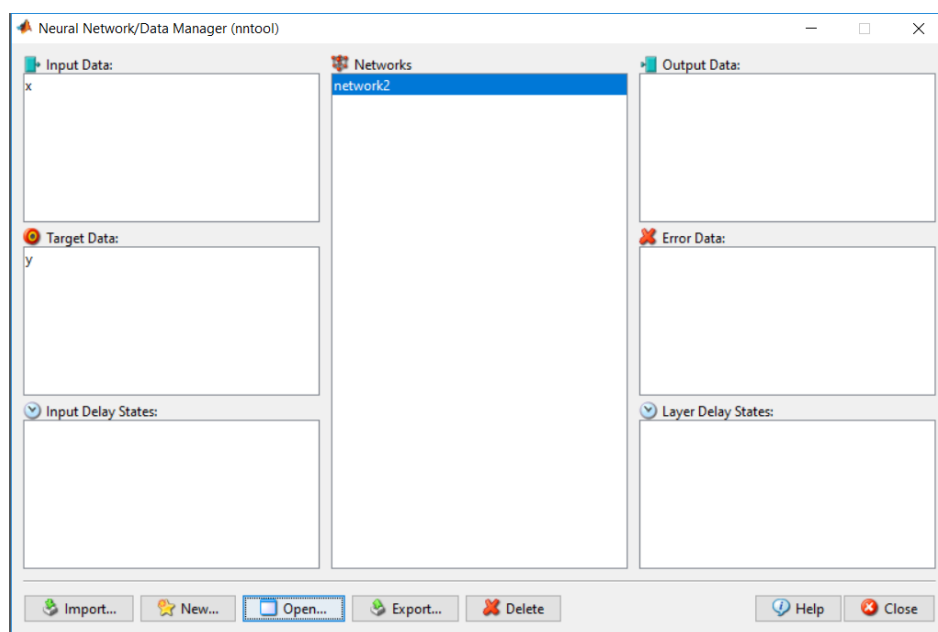 Neural Network/Data Manager (nntool)
Input Data:
x
Networks
network2
Output Data:
Target Data:
y
Error Data:
Input Delay States:
Layer Delay States:
Import...
New...
Open...
Export...
Delete
Help
Close